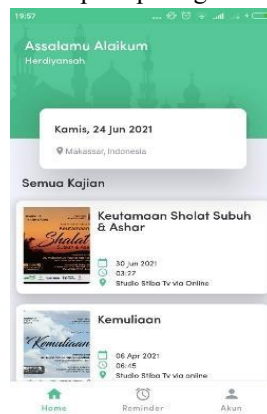 19:57
Assalamu Alaikum
Herdiyansah
Kamis, 24 Jun 2021
Makassar, Indonesia
Semua Kajian
Keutamaan Sholat Subuh
& Ashar
Shalat
30 Jun 2021
03:27
Studio Stiba Tv via Online
Kemuliaan
Kemuliaan
06 Apr 2021
06:45
Studio Stiba Tv via online
Home
Reminder
Akun